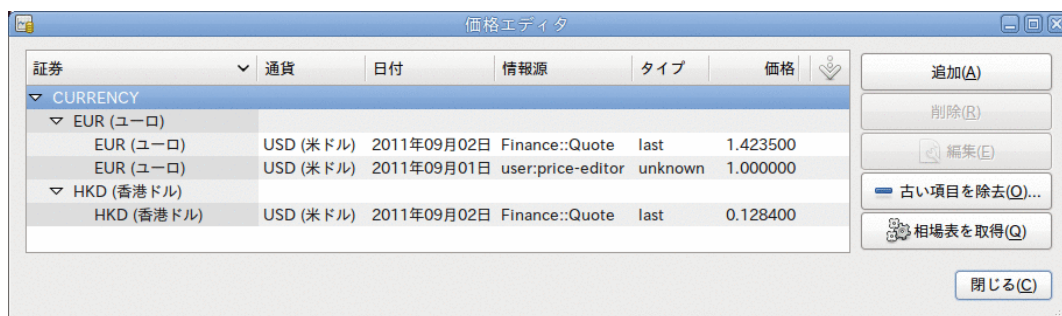 価格エディタ
証券 通貨 日付 情報源 タイプ 価格
CURRENCY
EUR (ユーロ)
EUR (ユーロ) USD (米ドル) 2011年09月02日 Finance::Quote last 1.423500
EUR (ユーロ) USD (米ドル) 2011年09月01日 user:price-editor unknown 1.000000
HKD (香港ドル)
HKD (香港ドル) USD (米ドル) 2011年09月02日 Finance::Quote last 0.128400
追加(A)
削除(R)
編集(E)
古い項目を除去(O)...
相場表を取得(Q)
閉じる(C)